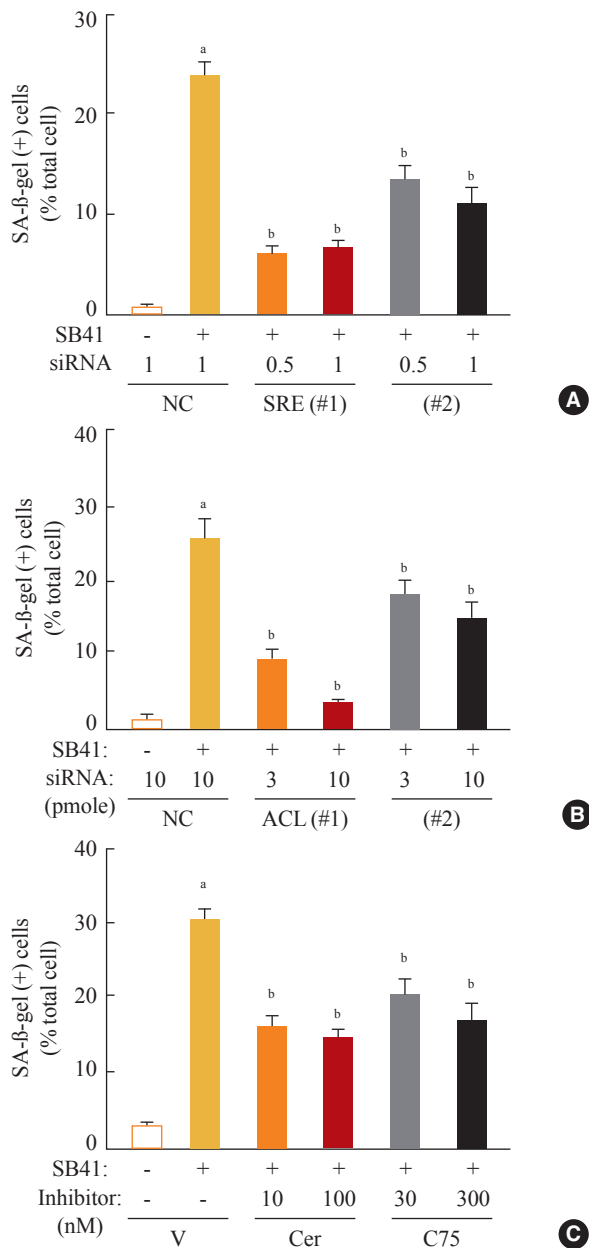 SA-ß-gel (+) cells
(% total cell)
30
a
20
b
b
10
b
b
0
SB41 - + + + + +
siRNA 1 1 0.5 1 0.5 1
NC SRE (#1) (#2)
A
SA-ß-gel (+) cells
(% total cell)
40
30
a
20
b
b
10
b
b
0
SB41: - + + + + +
siRNA: 10 10 3 10 3 10
(pmole) NC ACL (#1) (#2)
B
SA-ß-gel (+) cells
(% total cell)
40
a
30
20
b
b
b
b
10
0
SB41: - + + + + +
Inhibitor: - - 10 100 30 300
(nM) V Cer C75
C